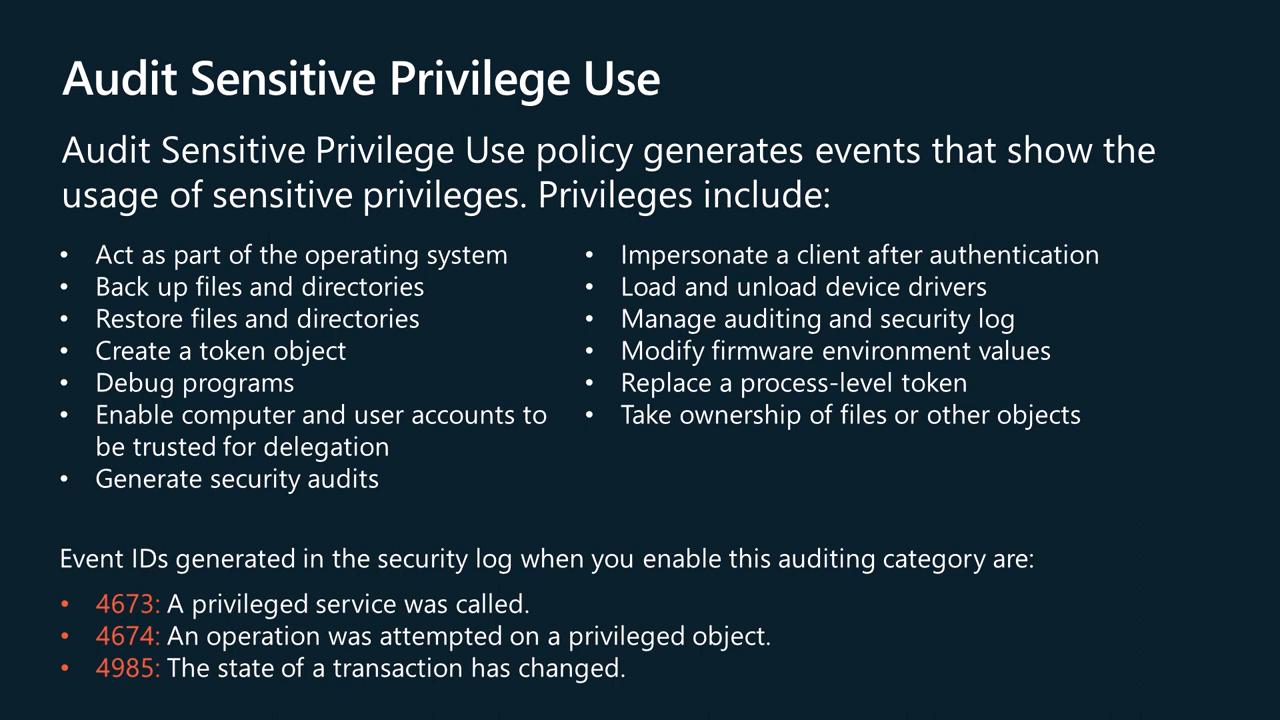 Audit Sensitive Privilege Use
Audit Sensitive Privilege Use policy generates events that show the
usage of sensitive privileges. Privileges include:
• Act as part of the operating system
• Back up files and directories
• Restore files and directories
• Create a token object
• Debug programs
• Enable computer and user accounts to
be trusted for delegation
• Generate security audits
• Impersonate a client after authentication
• Load and unload device drivers
• Manage auditing and security log
• Modify firmware environment values
• Replace a process-level token
• Take ownership of files or other objects
Event IDs generated in the security log when you enable this auditing category are:
• 4673: A privileged service was called.
• 4674: An operation was attempted on a privileged object.
• 4985: The state of a transaction has changed.